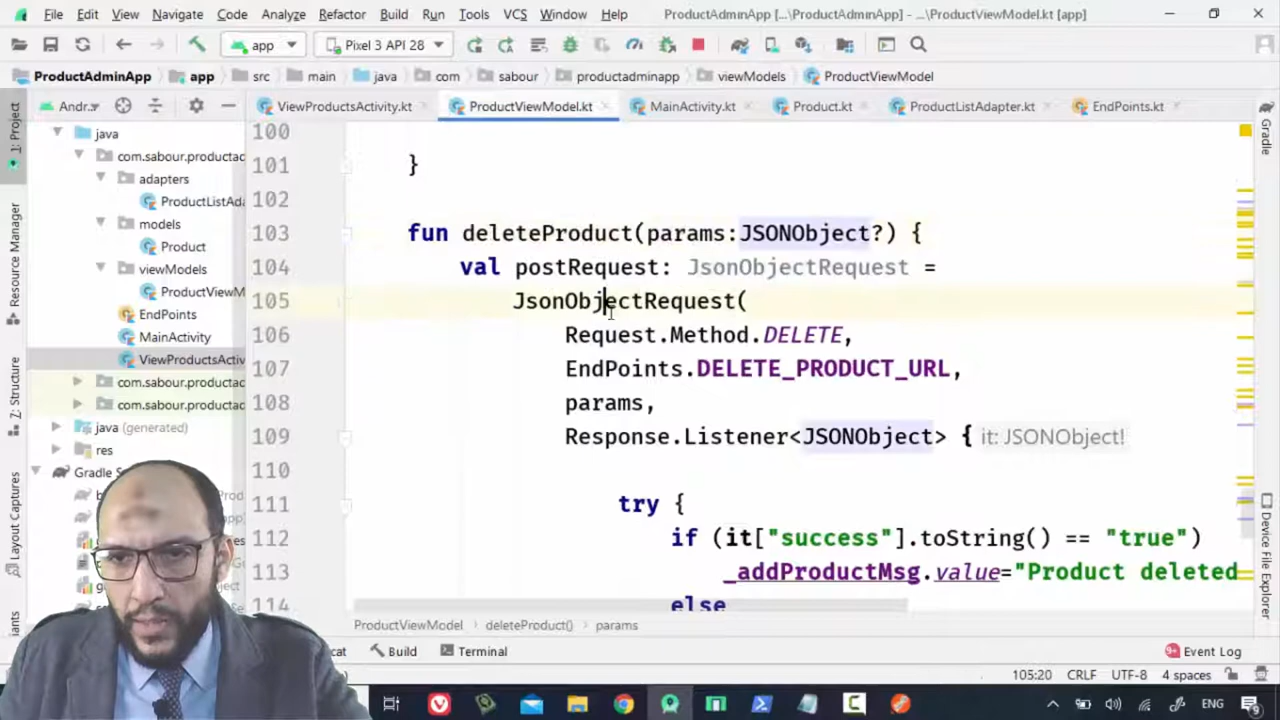 File Edit View Navigate Code Analyze Refactor Build Run Tools VCS Window Help ProductAdminApp [...\ProductAdminApp] - ...\ProductViewModel.kt [app]
app Pixel 3 API 28
ProductAdminApp app src main java com sabour productadminapp viewModels ProductViewModel
Andr.. ViewProductsActivity.kt ProductViewModel.kt MainActivity.kt Product.kt ProductListAdapter.kt EndPoints.kt
1: Project
Resource Manager
7: Structure
Layout Captures
java
com.sabour.productac
adapters
ProductListAda
models
Product
viewModels
ProductViewM
EndPoints
MainActivity
ViewProductsActiv
com.sabour.productac
com.sabour.productac
java (generated)
res
Gradle S
100
101 }
102
103 fun deleteProduct(params:JSONObject?) {
104 val postRequest: JsonObjectRequest =
105 JsonObjectRequest(
106 Request.Method.DELETE,
107 EndPoints.DELETE_PRODUCT_URL,
108 params,
109 Response.Listener<JSONObject> { it: JSONObject!
110
111 try {
112 if (it["success"].toString() == "true")
113 _addProductMsg.value="Product deleted
114 else
Gradle
Device File Explorer
ProductViewModel deleteProduct() params
cat Build Terminal 9+ Event Log
105:20 CRLF UTF-8 4 spaces
ENG